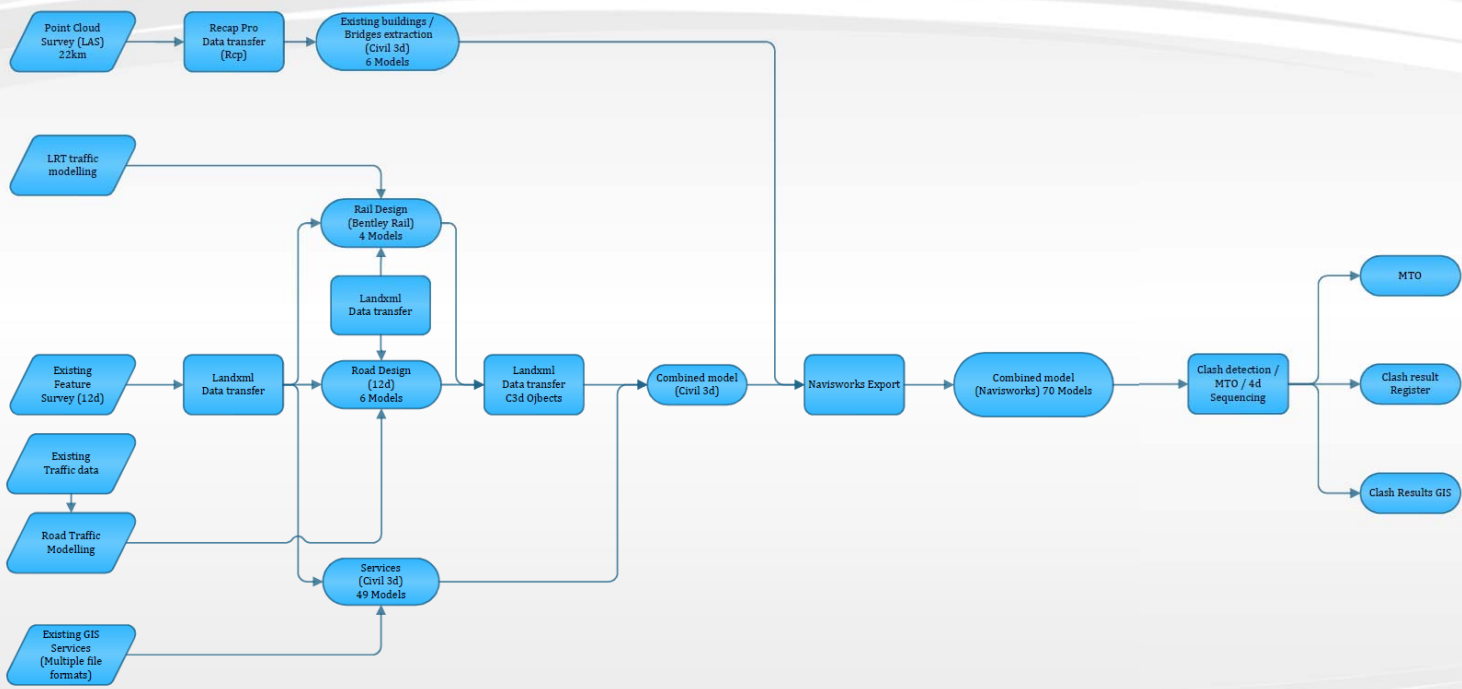 Point Cloud
Survey (LAS)
22km
Recap Pro
Data transfer
(Rcp)
Existing buildings /
Bridges extraction
(Civil 3d)
6 Models
LRT traffic
modelling
Rail Design
(Bentley Rail)
4 Models
Landxml
Data transfer
Existing
Feature
Survey (12d)
Landxml
Data transfer
Road Design
(12d)
6 Models
Landxml
Data transfer
C3d Ojbects
Combined model
(Civil 3d)
Navisworks Export
Combined model
(Navisworks) 70 Models
Clash detection /
MTO / 4d
Sequencing
MTO
Clash result
Register
Clash Results GIS
Existing
Traffic data
Road Traffic
Modelling
Services
(Civil 3d)
49 Models
Existing GIS
Services
(Multiple file
formats)